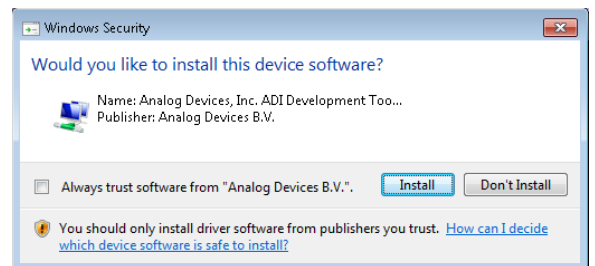 Windows Security
Would you like to install this device software?
Name: Analog Devices, Inc. ADI Development Too...
Publisher: Analog Devices B.V.
Always trust software from "Analog Devices B.V.".
Install
Don't Install
You should only install driver software from publishers you trust. How can I decide
which device software is safe to install?